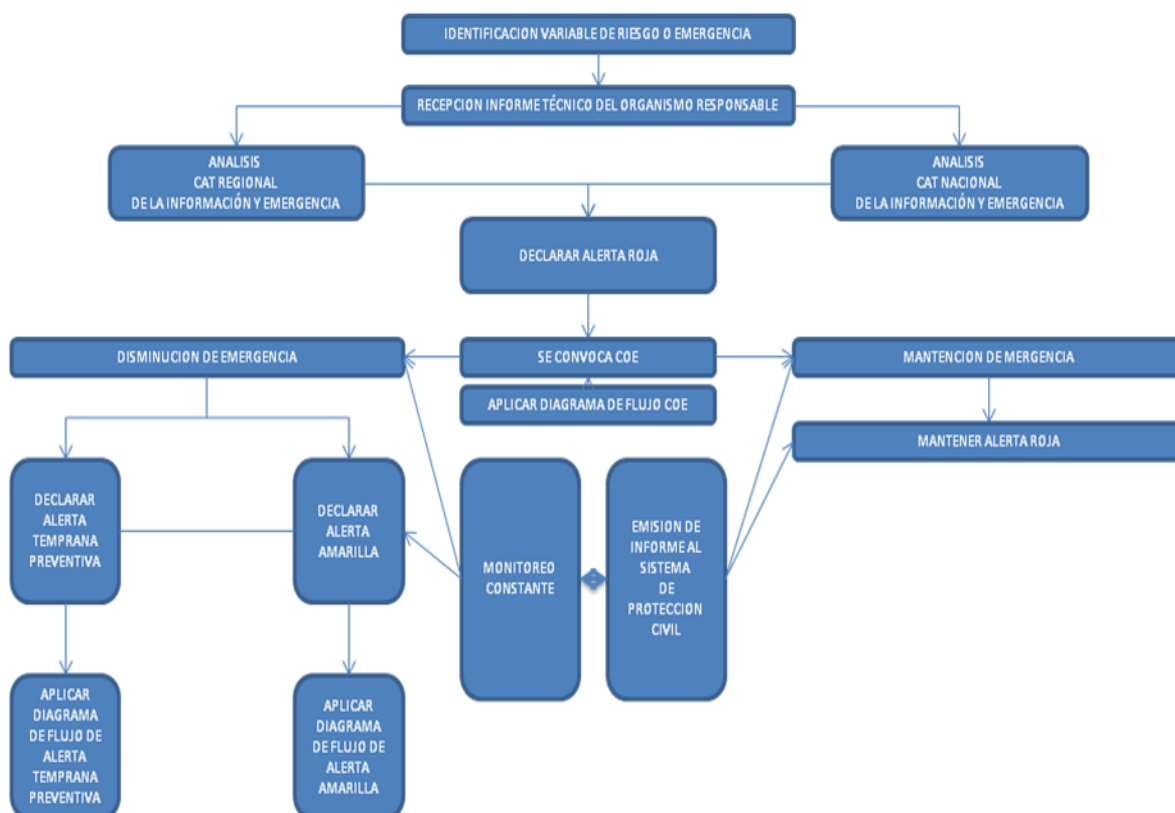 IDENTIFICACION VARIABLE DE RIESGO O EMERGENCIA
RECEPCION INFORME TÉCNICO DEL ORGANISMO RESPONSABLE
ANALISIS
CAT REGIONAL
DE LA INFORMACIÓN Y EMERGENCIA
ANALISIS
CAT NACIONAL
DE LA INFORMACIÓN Y EMERGENCIA
DECLARAR ALERTA ROJA
DISMINUCION DE EMERGENCIA
SE CONVOCA COE
MANTENCION DE MERGENCIA
APLICAR DIAGRAMA DE FLUJO COE
MANTENER ALERTA ROJA
DECLARAR
ALERTA
TEMPRANA
PREVENTIVA
DECLARAR
ALERTA
AMARILLA
MONITOREO
CONSTANTE
EMISION DE
INFORME AL
SISTEMA
DE
PROTECCION
CIVIL
APLICAR
DIAGRAMA
DE FLUJO DE
ALERTA
TEMPRANA
PREVENTIVA
APLICAR
DIAGRAMA
DE FLUJO DE
ALERTA
AMARILLA